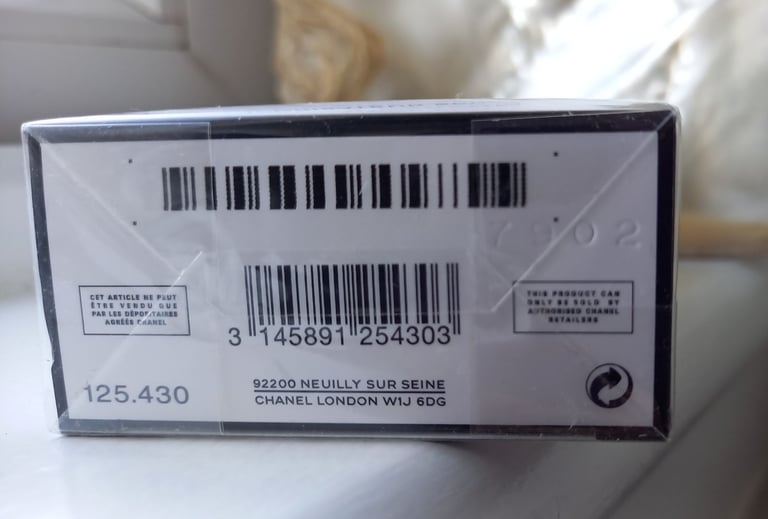 7902
CET ARTICLE NE PEUT
ÊTRE VENDU QUE
PAR LES DÉPOSITAIRES
AGRÉÉS CHANEL
THIS PRODUCT CAN
ONLY BE SOLD BY
AUTHORISED CHANEL
RETAILERS
3 145891 254303
125.430
92200 NEUILLY SUR SEINE
CHANEL LONDON W1J 6DG